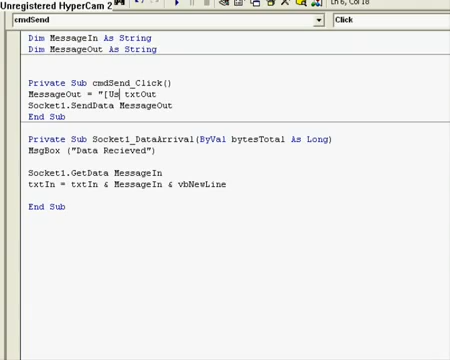 Unregistered HyperCam 2
Ln 6, Col 18
cmdSend
Click
Dim MessageIn As String
Dim MessageOut As String
Private Sub cmdSend_Click()
MessageOut = "[Us txtOut
Socket1.SendData MessageOut
End Sub
Private Sub Socket1_DataArrival(ByVal bytesTotal As Long)
MsgBox ("Data Recieved")
Socket1.GetData MessageIn
txtIn = txtIn & MessageIn & vbNewLine
End Sub